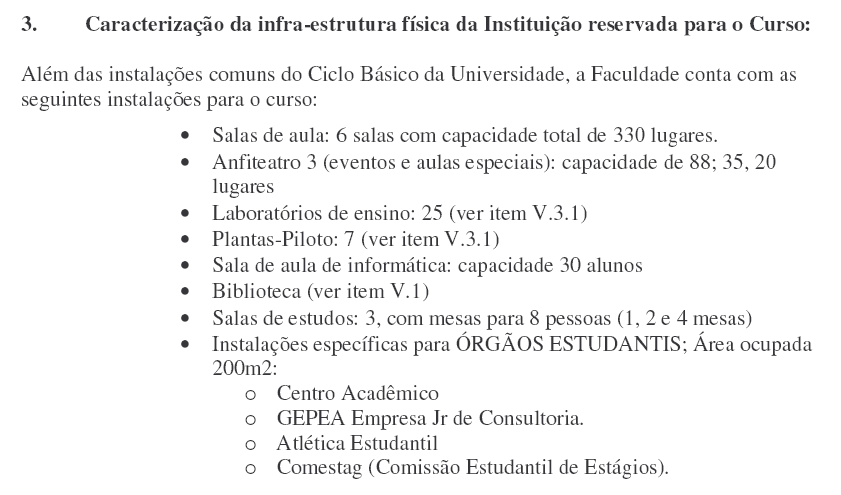 3. Caracterização da infra-estrutura física da Instituição reservada para o Curso:
Além das instalações comuns do Ciclo Básico da Universidade, a Faculdade conta com as
seguintes instalações para o curso:
• Salas de aula: 6 salas com capacidade total de 330 lugares.
• Anfiteatro 3 (eventos e aulas especiais): capacidade de 88; 35, 20
lugares
• Laboratórios de ensino: 25 (ver item V.3.1)
• Plantas-Piloto: 7 (ver item V.3.1)
• Sala de aula de informática: capacidade 30 alunos
• Biblioteca (ver item V.1)
• Salas de estudos: 3, com mesas para 8 pessoas (1, 2 e 4 mesas)
• Instalações específicas para ÓRGÃOS ESTUDANTIS; Área ocupada
200m2:
o Centro Acadêmico
o GEPEA Empresa Jr de Consultoria.
o Atlética Estudantil
o Comestag (Comissão Estudantil de Estágios).